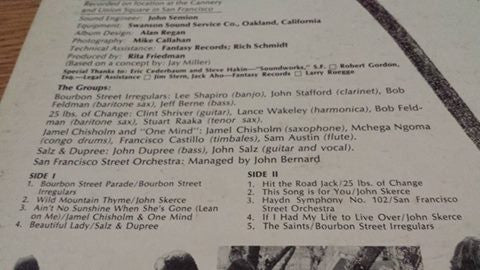 Recorded on location at the Cannery
and Union Square in San Francisco
Sound Engineer: John Semion
Equipment: Swanson Sound Service Co., Oakland, California
Album Design: Alan Regan
Photography: Mike Callahan
Technical Assistance: Fantasy Records; Rich Schmidt
Produced by: Rita Friedman
(Based on a concept by: Jay Miller)
Special Thanks to: Eric Cederbaum and Steve Hakin—"Soundworks," S.F. □ Robert Gordon,
Esq.—Legal Assistance □ Jim Stern, Jack Aho—Fantasy Records □ Larry Ruegge
The Groups:
Bourbon Street Irregulars: Lee Shapiro (banjo), John Stafford (clarinet), Bob
Feldman (baritone sax), Jeff Berne (bass).
25 lbs. of Change: Clint Shriver (guitar), Lance Wakeley (harmonica), Bob Feld-
man (baritone sax), Stuart Raaka (tenor sax).
Jamel Chisholm and "One Mind": Jamel Chisholm (saxophone), Mchega Ngoma
(congo drums), Francisco Castillo (timbales), Sam Austin (flute).
Salz & Dupree: John Dupree (bass), John Salz (guitar and vocal).
San Francisco Street Orchestra: Managed by John Bernard
SIDE I
1. Bourbon Street Parade/Bourbon Street
Irregulars
2. Wild Mountain Thyme/John Skerce
3. Ain't No Sunshine When She's Gone (Lean
on Me)/Jamel Chisholm & One Mind
4. Beautiful Lady/Salz & Dupree
SIDE II
1. Hit the Road Jack/25 lbs. of Change
2. This Song is for You/John Skerce
3. Haydn Symphony No. 102/San Francisco
Street Orchestra
4. If I Had My Life to Live Over/John Skerce
5. The Saints/Bourbon Street Irregulars